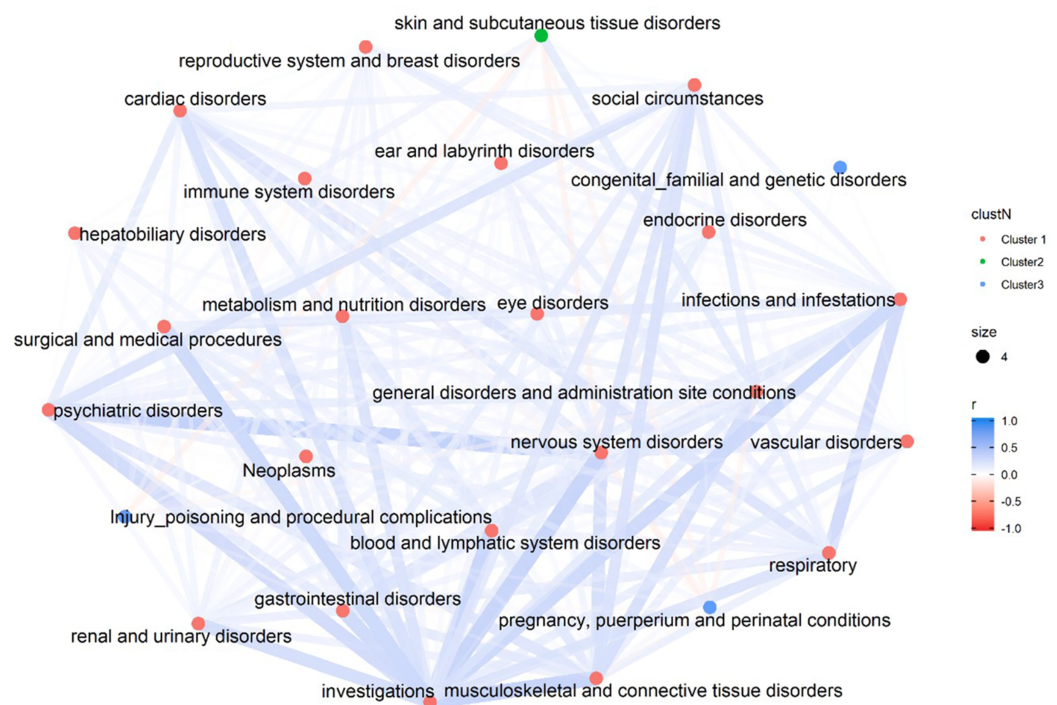 skin and subcutaneous tissue disorders
reproductive system and breast disorders
cardiac disorders
social circumstances
ear and labyrinth disorders
immune system disorders
congenital_familial and genetic disorders
endocrine disorders
hepatobiliary disorders
metabolism and nutrition disorders
eye disorders
infections and infestations
surgical and medical procedures
general disorders and administration site conditions
psychiatric disorders
nervous system disorders
vascular disorders
Neoplasms
Injury_poisoning and procedural complications
blood and lymphatic system disorders
respiratory
gastrointestinal disorders
pregnancy, puerperium and perinatal conditions
renal and urinary disorders
investigations
musculoskeletal and connective tissue disorders
clustN
Cluster 1
Cluster2
Cluster3
size
4
r
1.0
0.5
0.0
-0.5
-1.0